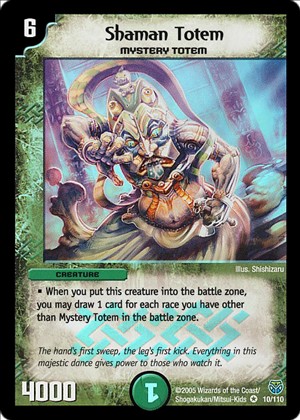 6
Shaman Totem
MYSTERY TOTEM
Illus. Shishizaru
CREATURE
▪ When you put this creature into the battle zone,
you may draw 1 card for each race you have other
than Mystery Totem in the battle zone.
The hand's first sweep, the leg's first kick. Everything in this
majestic dance gives power to those who watch it.
4000
1
©2005 Wizards of the Coast/
Shogakukan/Mitsui-Kids ✪ 10/110